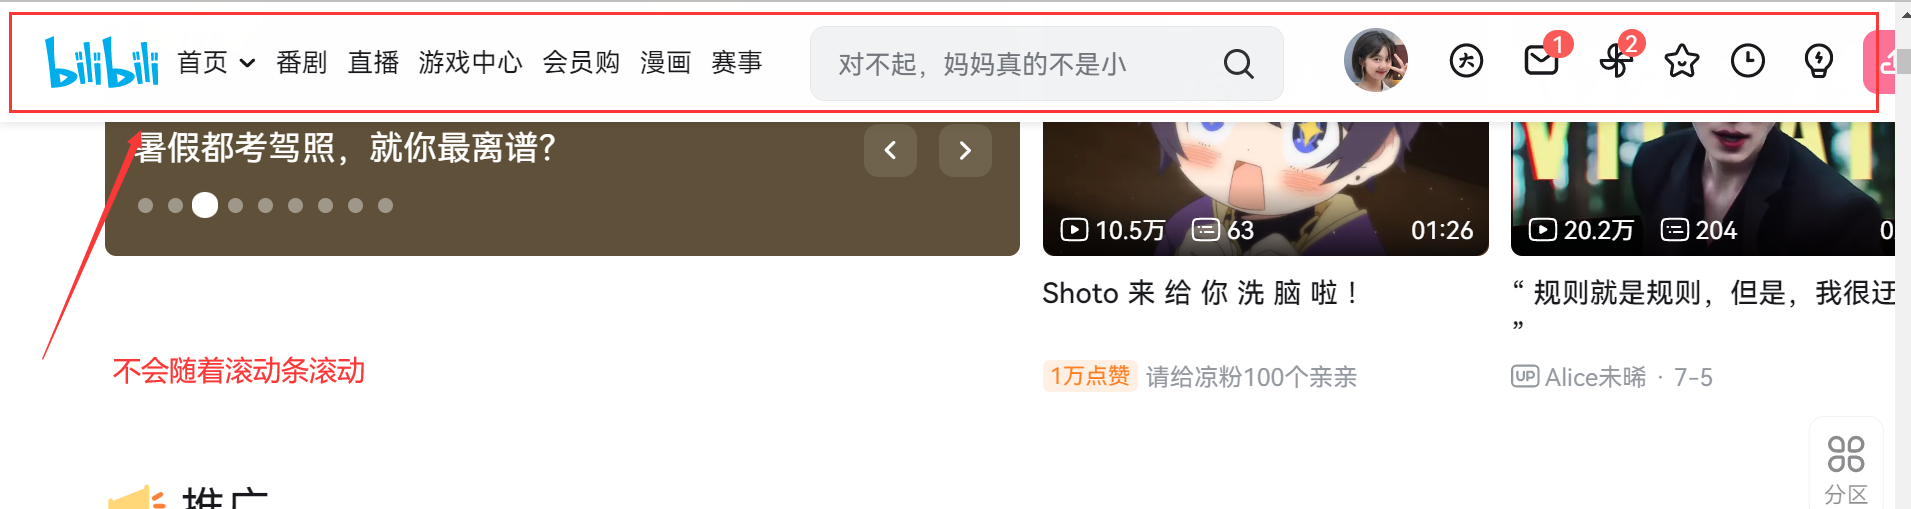 bilibili 首页 番剧 直播 游戏中心 会员购 漫画 赛事 对不起，妈妈真的不是小 大 1 2
暑假都考驾照，就你最离谱？
10.5万 63 01:26
20.2万 204 0
Shoto 来 给 你 洗 脑 啦 ！
“ 规则就是规则，但是，我很迂
”
不会随着滚动条滚动
1万点赞 请给凉粉100个亲亲
UP Alice未晞 · 7-5
分区
推广